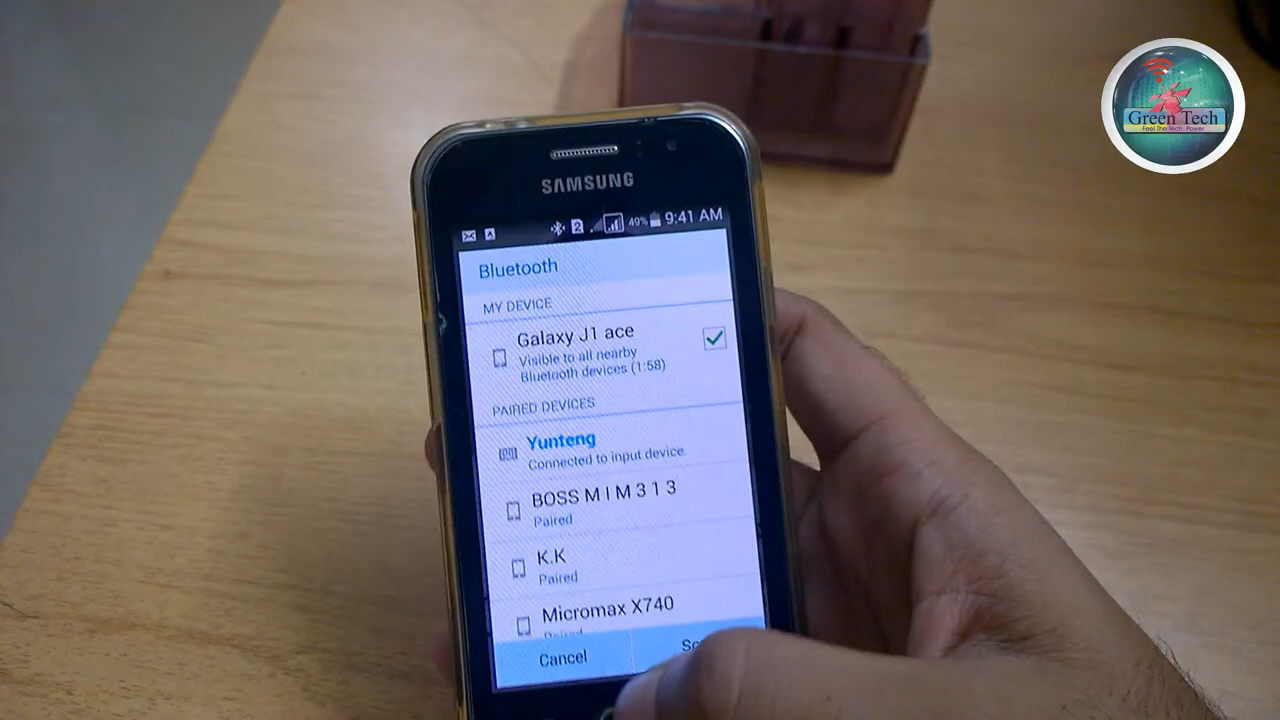 Green Tech
Feel The Tech. Power
SAMSUNG
2 49% 9:41 AM
Bluetooth
MY DEVICE
Galaxy J1 ace
Visible to all nearby
Bluetooth devices (1:58)
PAIRED DEVICES
Yunteng
Connected to input device.
BOSS M I M 3 1 3
Paired
K.K
Paired
Micromax X740
Paired
Cancel